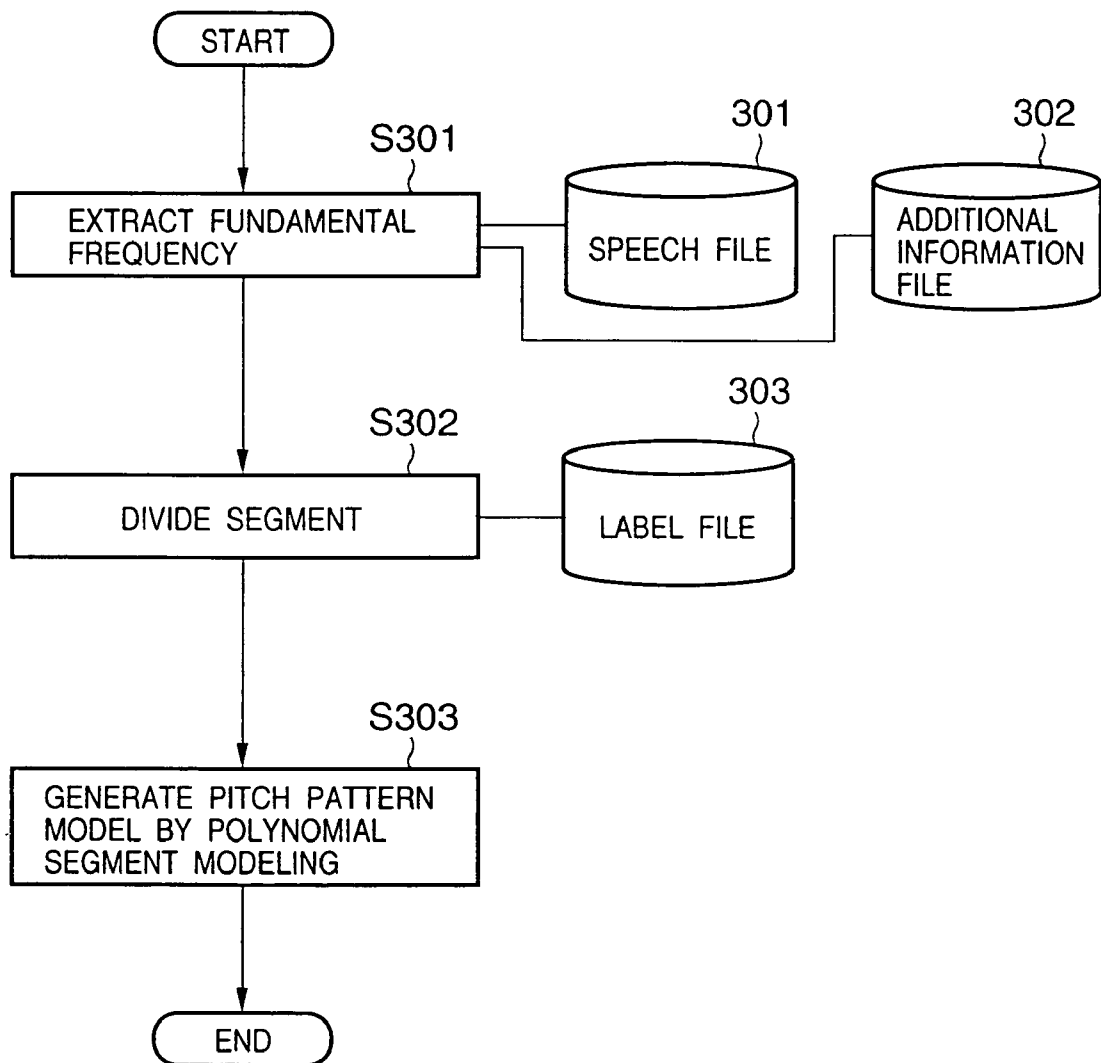 START
S301
EXTRACT FUNDAMENTAL
FREQUENCY
301
SPEECH FILE
302
ADDITIONAL
INFORMATION
FILE
S302
DIVIDE SEGMENT
303
LABEL FILE
S303
GENERATE PITCH PATTERN
MODEL BY POLYNOMIAL
SEGMENT MODELING
END